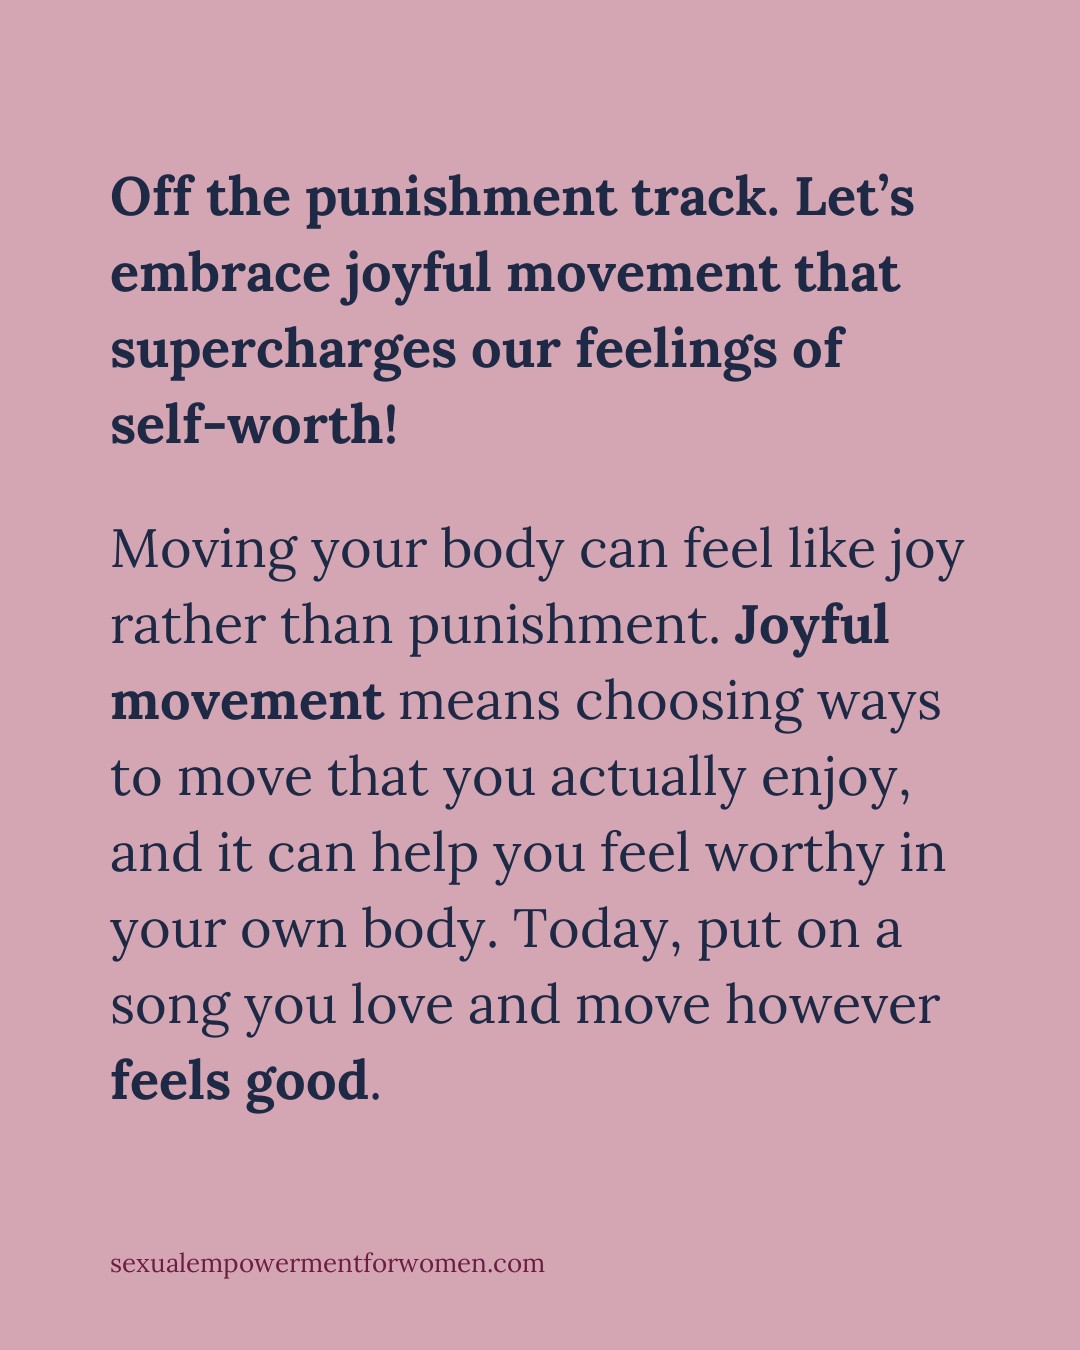 Off the punishment track. Let’s
embrace joyful movement that
supercharges our feelings of
self-worth!
Moving your body can feel like joy
rather than punishment. Joyful
movement means choosing ways
to move that you actually enjoy,
and it can help you feel worthy in
your own body. Today, put on a
song you love and move however
feels good.
sexualempowermentforwomen.com